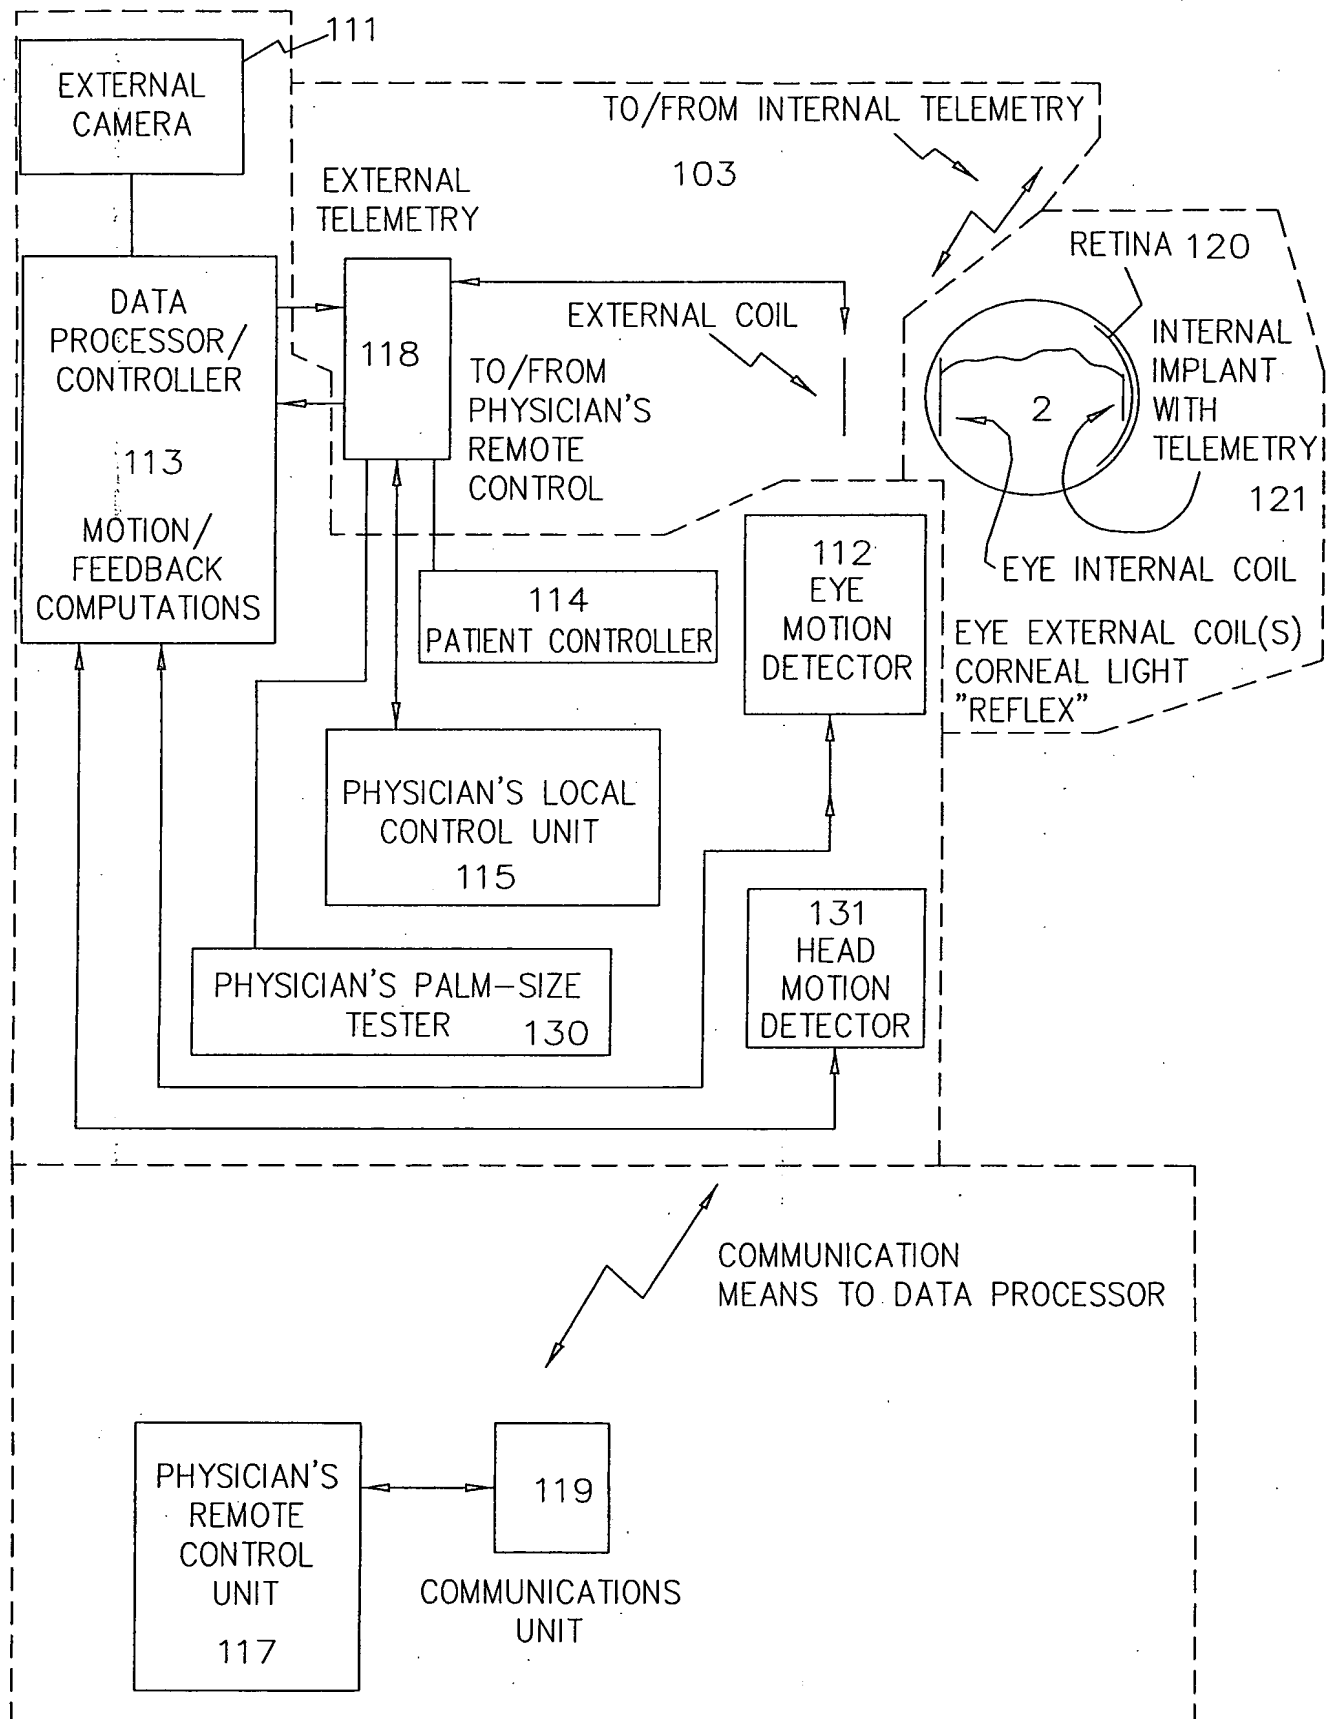 111
EXTERNAL
CAMERA
TO/FROM INTERNAL TELEMETRY
103
EXTERNAL
TELEMETRY
RETINA 120
DATA
PROCESSOR/
CONTROLLER
113
MOTION/
FEEDBACK
COMPUTATIONS
118
EXTERNAL COIL
TO/FROM
PHYSICIAN'S
REMOTE
CONTROL
2
INTERNAL
IMPLANT
WITH
TELEMETRY
121
EYE INTERNAL COIL
EYE EXTERNAL COIL(S)
CORNEAL LIGHT
"REFLEX"
112
EYE
MOTION
DETECTOR
114
PATIENT CONTROLLER
PHYSICIAN'S LOCAL
CONTROL UNIT
115
131
HEAD
MOTION
DETECTOR
PHYSICIAN'S PALM-SIZE
TESTER 130
COMMUNICATION
MEANS TO DATA PROCESSOR
PHYSICIAN'S
REMOTE
CONTROL
UNIT
117
119
COMMUNICATIONS
UNIT